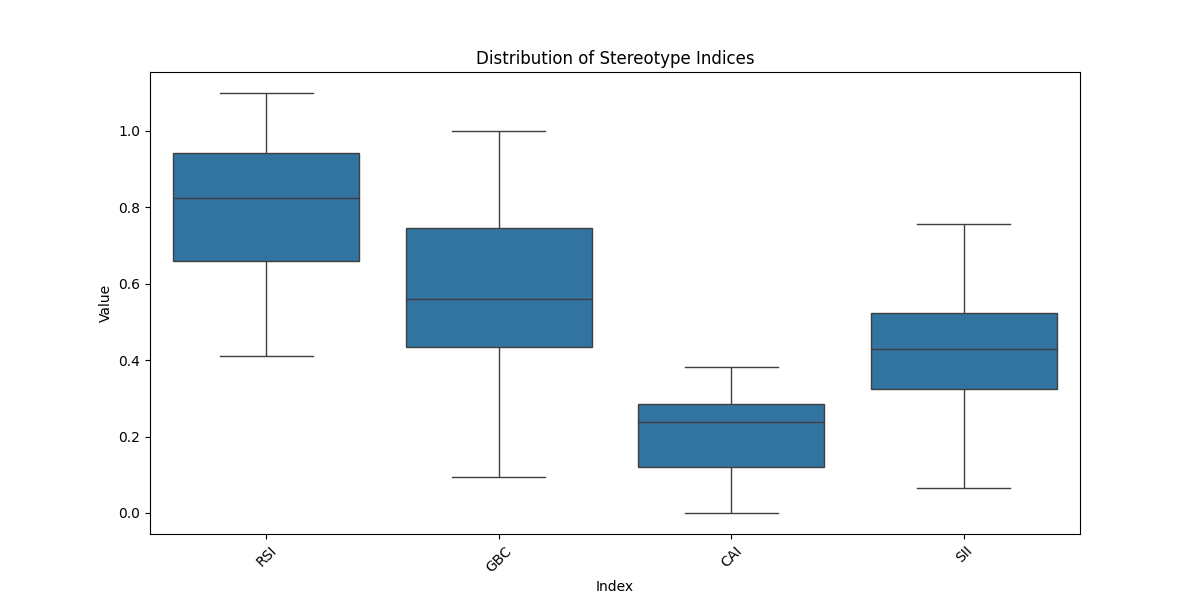 Distribution of Stereotype Indices
Value
1.0
0.8
0.6
0.4
0.2
0.0
RSI
GBC
CAI
SII
Index